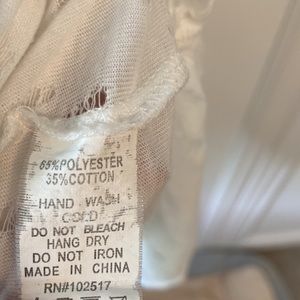 65%POLYESTER
35%COTTON
HAND WASH
COLD
DO NOT BLEACH
HANG DRY
DO NOT IRON
MADE IN CHINA
RN#102517